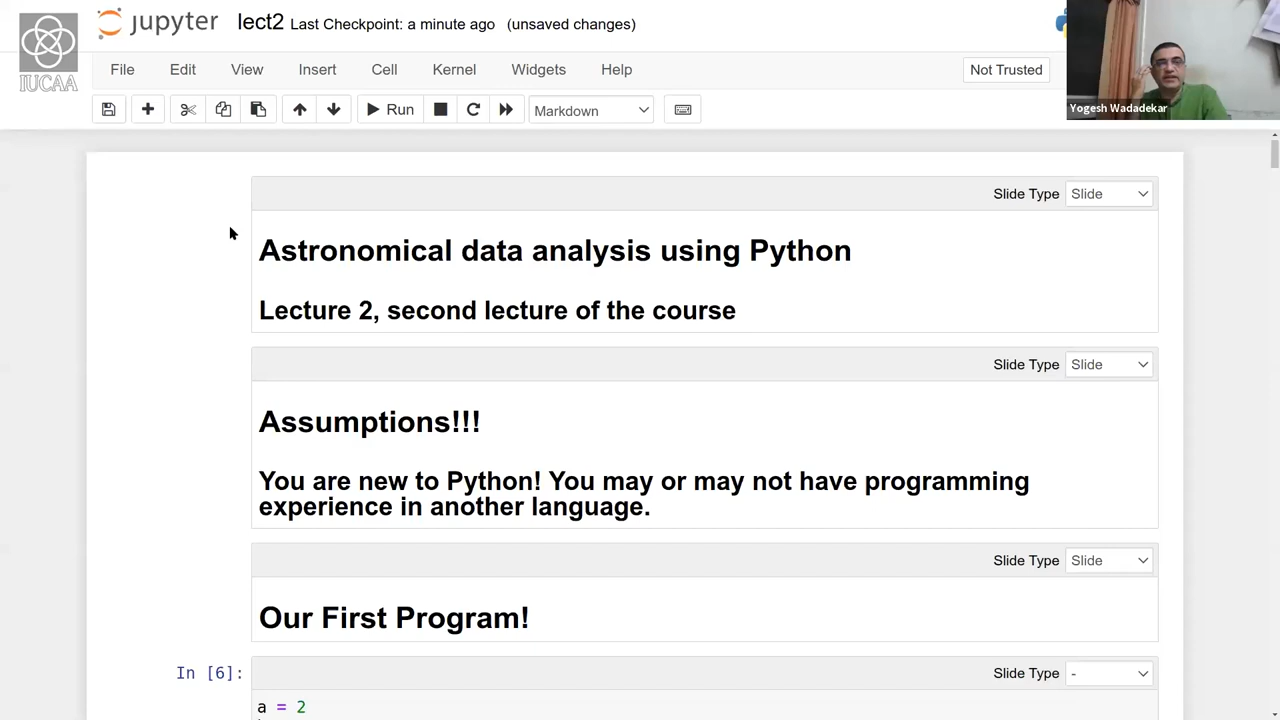 IUCAA
jupyter lect2 Last Checkpoint: a minute ago (unsaved changes)
File Edit View Insert Cell Kernel Widgets Help
Not Trusted
Run
Markdown
Yogesh Wadadekar
Slide Type Slide
Astronomical data analysis using Python
Lecture 2, second lecture of the course
Slide Type Slide
Assumptions!!!
You are new to Python! You may or may not have programming
experience in another language.
Slide Type Slide
Our First Program!
In [6]:
Slide Type -
a = 2